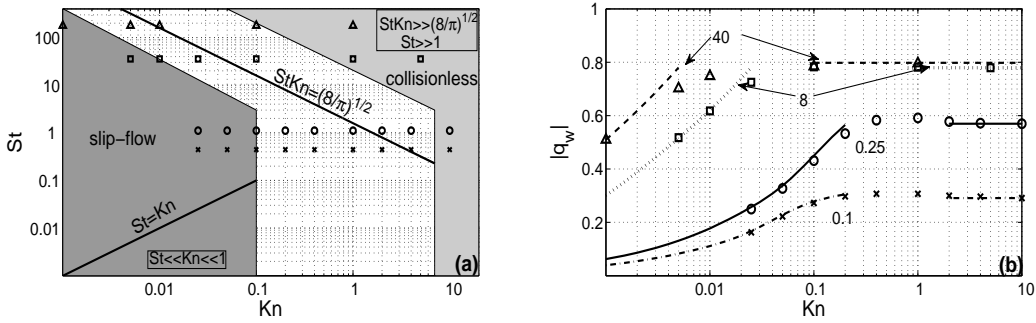 StKn>>(8/π)^1/2
St>>1
collisionless
StKn=(8/π)^1/2
slip−flow
St=Kn
St<<Kn<<1
(a)
100
10
1
0.1
0.01
St
0.01
0.1
1
10
Kn
40
8
0.25
0.1
(b)
1
0.8
0.6
0.4
0.2
|q_w|
0.01
0.1
1
10
Kn